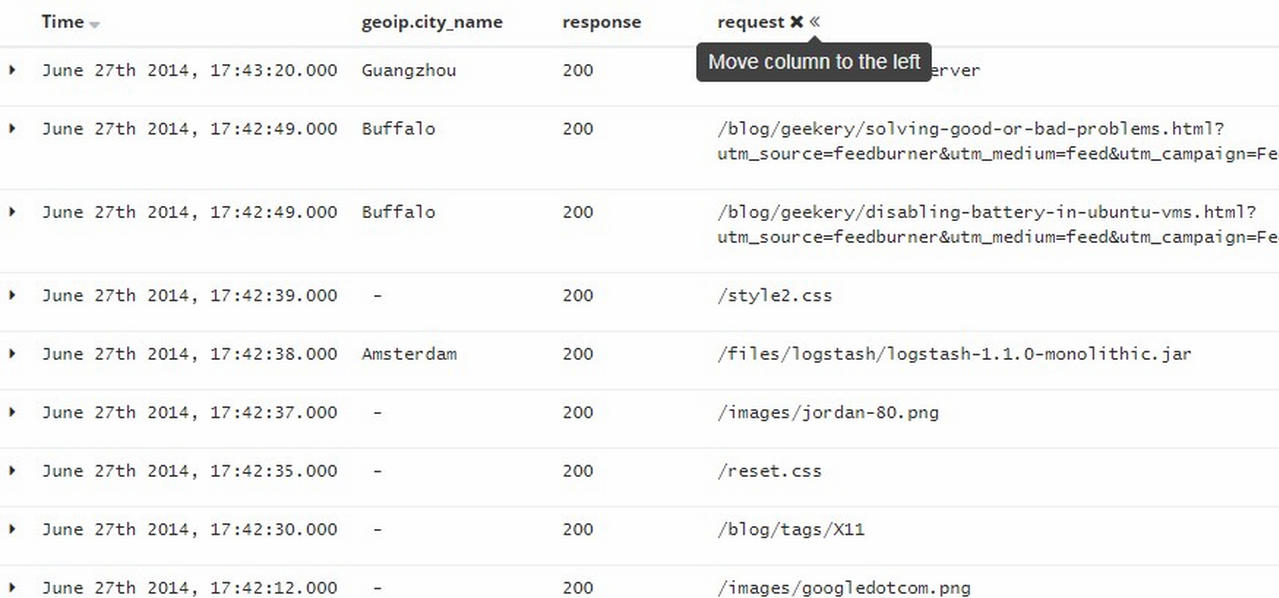 Time geoip.city_name response request ✖ «
Move column to the left
June 27th 2014, 17:43:20.000 Guangzhou 200 erver
June 27th 2014, 17:42:49.000 Buffalo 200 /blog/geekery/solving-good-or-bad-problems.html?
utm_source=feedburner&utm_medium=feed&utm_campaign=Fe
June 27th 2014, 17:42:49.000 Buffalo 200 /blog/geekery/disabling-battery-in-ubuntu-vms.html?
utm_source=feedburner&utm_medium=feed&utm_campaign=Fe
June 27th 2014, 17:42:39.000 - 200 /style2.css
June 27th 2014, 17:42:38.000 Amsterdam 200 /files/logstash/logstash-1.1.0-monolithic.jar
June 27th 2014, 17:42:37.000 - 200 /images/jordan-80.png
June 27th 2014, 17:42:35.000 - 200 /reset.css
June 27th 2014, 17:42:30.000 - 200 /blog/tags/X11
June 27th 2014, 17:42:12.000 - 200 /images/googledotcom.png